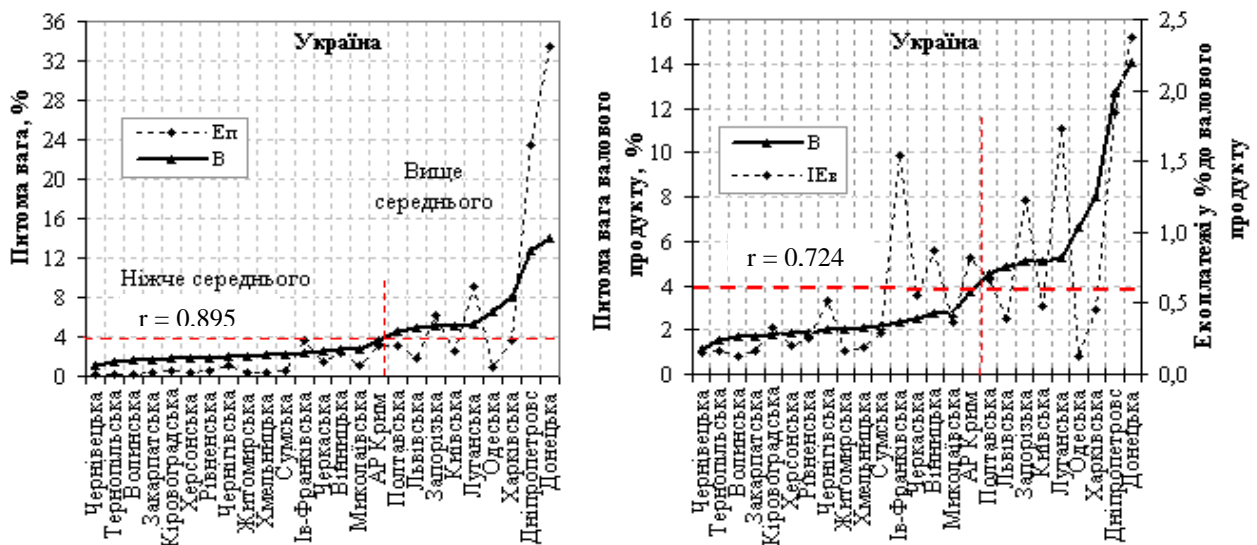 Україна
Питома вага, %
36
32
28
24
20
16
12
8
4
0
Еп
В
Вище
середнього
Ніжче середнього
r = 0.895
Чернівецька
Тернопільська
Волинська
Закарпатська
Кіровоградська
Херсонська
Рівненська
Чернігівська
Житомирська
Хмельницька
Сумська
Ів-Франківська
Черкаська
Вінницька
Миколаївська
АР Крим
Полтавська
Львівська
Запорізька
Київська
Луганська
Одеська
Харківська
Дніпропетровс
Донецька
Україна
Питома вага валового
продукту, %
16
14
12
10
8
6
4
2
0
В
ІЕв
r = 0.724
2,5
2,0
1,5
1,0
0,5
0,0
Екоплатежі у % до валового
продукту
Чернівецька
Тернопільська
Волинська
Закарпатська
Кіровоградська
Херсонська
Рівненська
Чернігівська
Житомирська
Хмельницька
Сумська
Ів-Франківська
Черкаська
Вінницька
Миколаївська
АР Крим
Полтавська
Львівська
Запорізька
Київська
Луганська
Одеська
Харківська
Дніпропетровс
Донецька